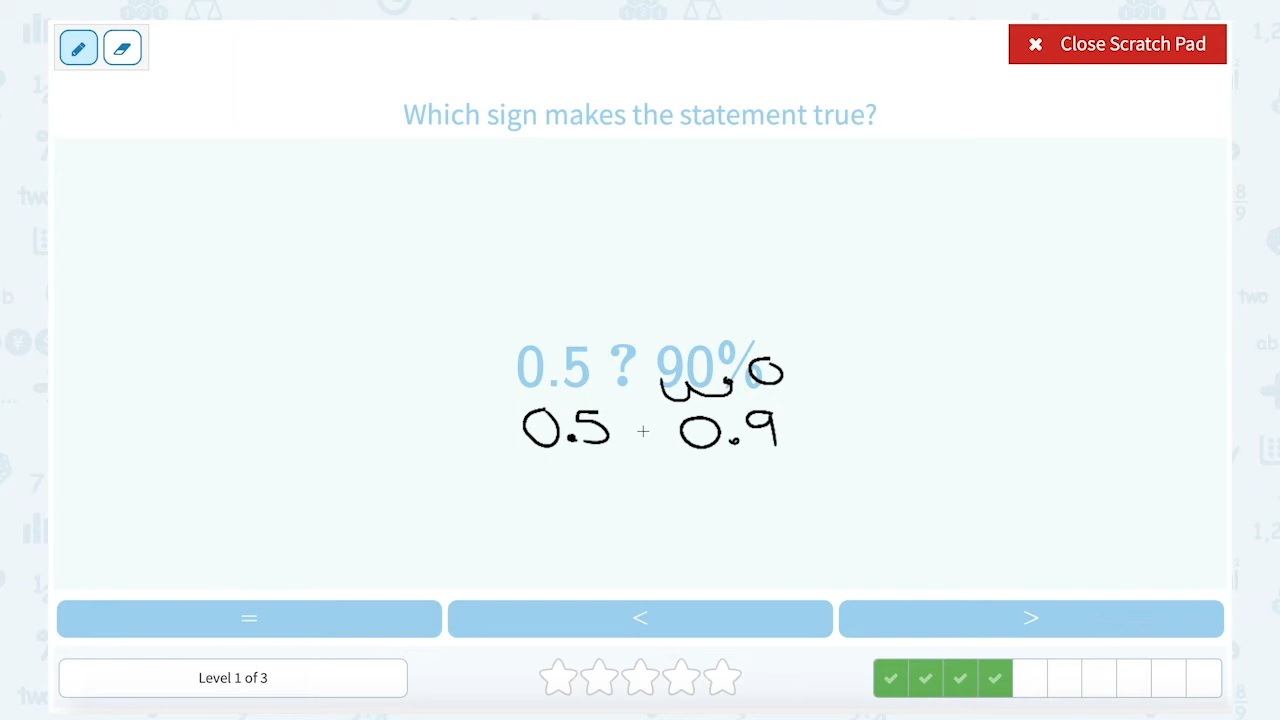 Close Scratch Pad
Which sign makes the statement true?
0.5 ? 90%
0.5 0.9
= < >
Level 1 of 3